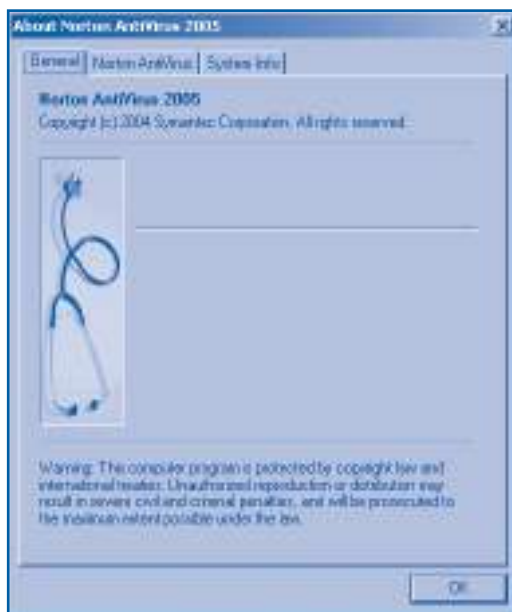 About Norton AntiVirus 2005
General Norton AntiVirus System Info
Norton AntiVirus 2005
Copyright (c) 2004 Symantec Corporation. All rights reserved.
Warning: This computer program is protected by copyright law and
international treaties. Unauthorized reproduction or distribution may
result in severe civil and criminal penalties, and will be prosecuted to
the maximum extent possible under the law.
OK